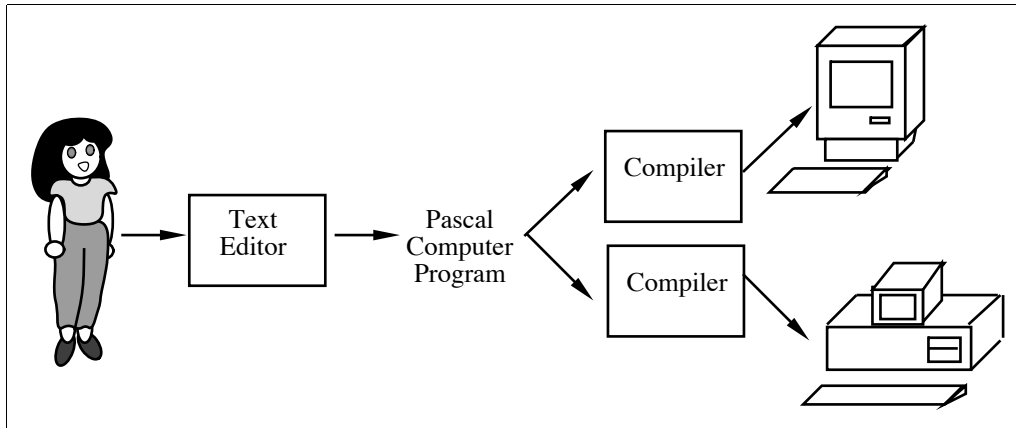 Text
Editor
Pascal
Computer
Program
Compiler
Compiler